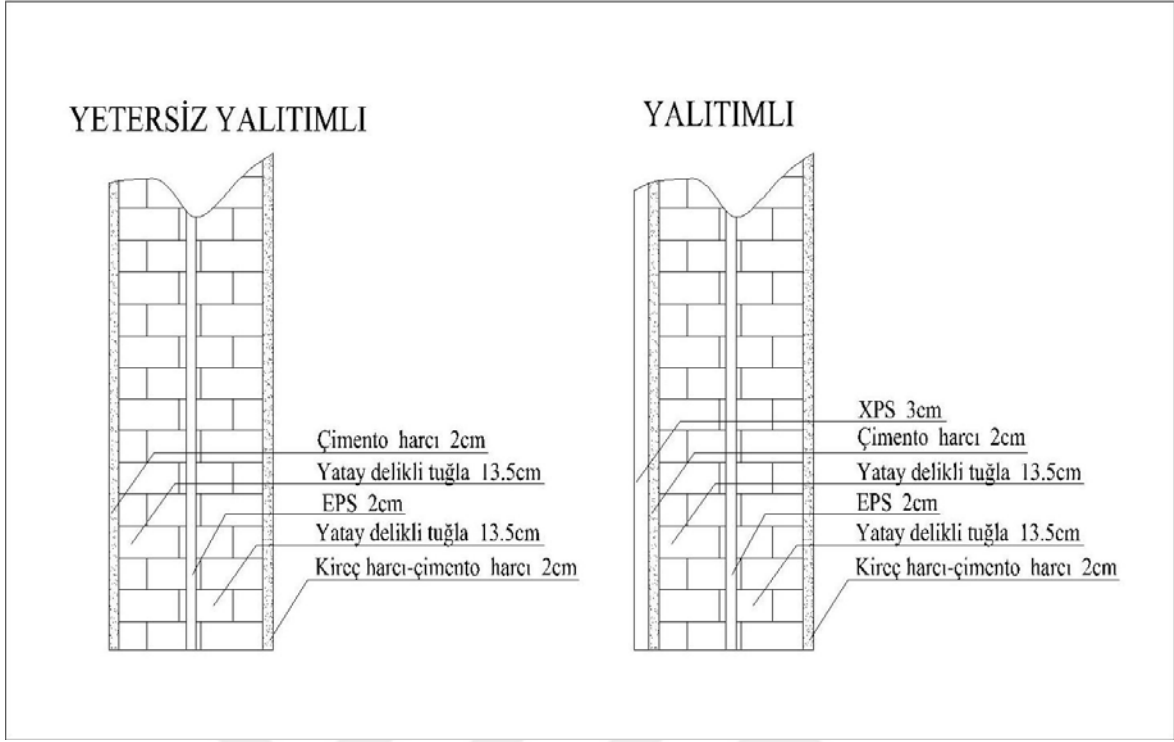 YETERSİZ YALITIMLI
Çimento harcı 2cm
Yatay delikli tuğla 13.5cm
EPS 2cm
Yatay delikli tuğla 13.5cm
Kireç harcı-çimento harcı 2cm
YALITIMLI
XPS 3cm
Çimento harcı 2cm
Yatay delikli tuğla 13.5cm
EPS 2cm
Yatay delikli tuğla 13.5cm
Kireç harcı-çimento harcı 2cm